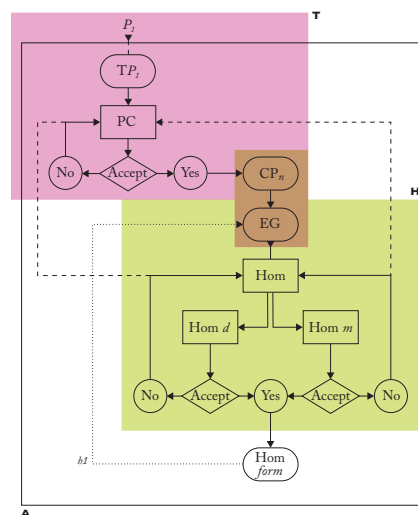 T
P₁
TP₁
PC
No
Accept
Yes
CPₙ
H
EG
Hom
Hom d
Hom m
No
Accept
Yes
Accept
No
h1
Hom
form
A